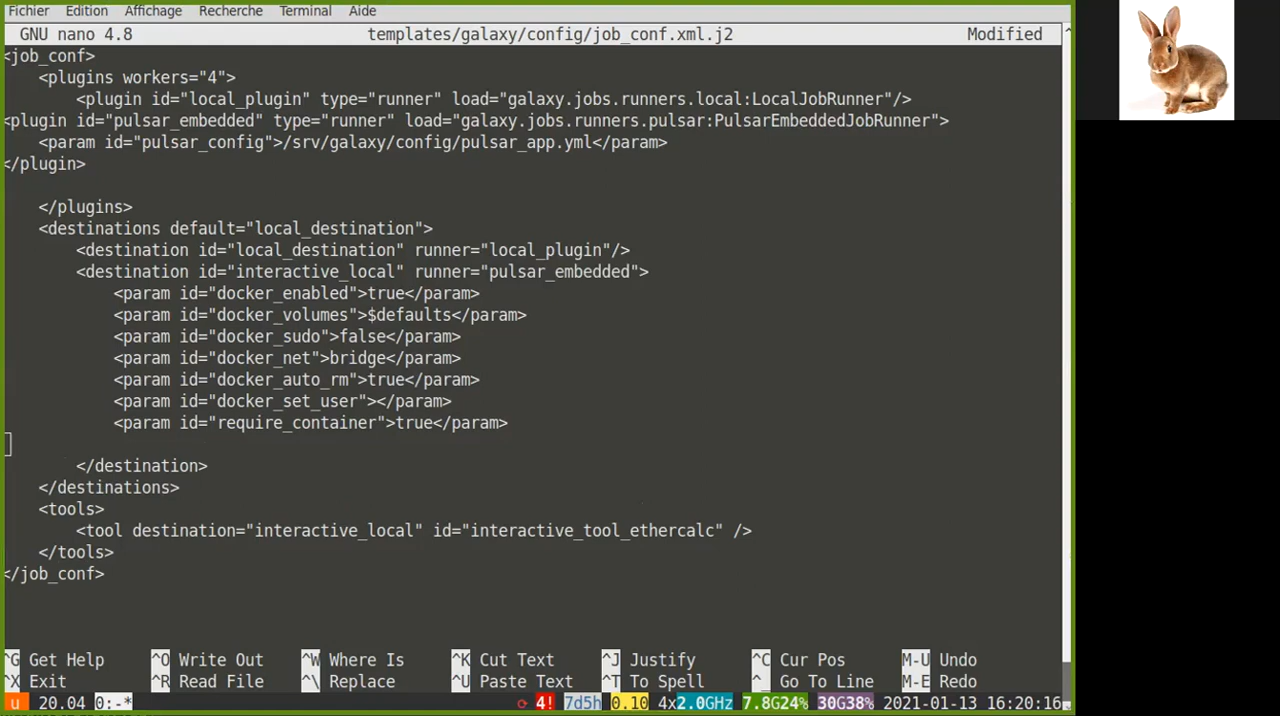 Fichier Edition Affichage Recherche Terminal Aide
GNU nano 4.8 templates/galaxy/config/job_conf.xml.j2 Modified
<job_conf>
    <plugins workers="4">
        <plugin id="local_plugin" type="runner" load="galaxy.jobs.runners.local:LocalJobRunner"/>
<plugin id="pulsar_embedded" type="runner" load="galaxy.jobs.runners.pulsar:PulsarEmbeddedJobRunner">
    <param id="pulsar_config">/srv/galaxy/config/pulsar_app.yml</param>
</plugin>
    </plugins>
    <destinations default="local_destination">
        <destination id="local_destination" runner="local_plugin"/>
        <destination id="interactive_local" runner="pulsar_embedded">
            <param id="docker_enabled">true</param>
            <param id="docker_volumes">$defaults</param>
            <param id="docker_sudo">false</param>
            <param id="docker_net">bridge</param>
            <param id="docker_auto_rm">true</param>
            <param id="docker_set_user"></param>
            <param id="require_container">true</param>
        </destination>
    </destinations>
    <tools>
        <tool destination="interactive_local" id="interactive_tool_ethercalc" />
    </tools>
</job_conf>
^G Get Help ^O Write Out ^W Where Is ^K Cut Text ^J Justify ^C Cur Pos M-U Undo
^X Exit ^R Read File ^\ Replace ^U Paste Text ^T To Spell ^_ Go To Line M-E Redo
u 20.04 0:-* 4! 7d5h 0.10 4x2.0GHz 7.8G24% 30G38% 2021-01-13 16:20:16